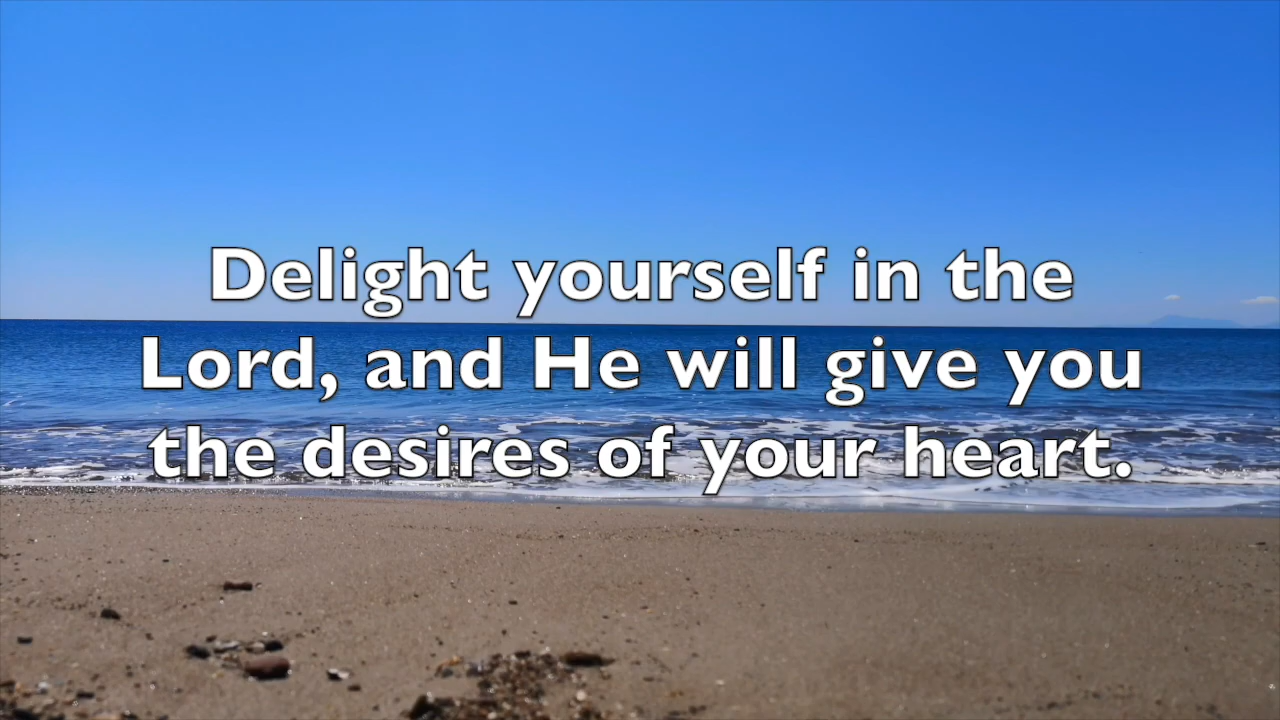 Delight yourself in the
Lord, and He will give you
the desires of your heart.